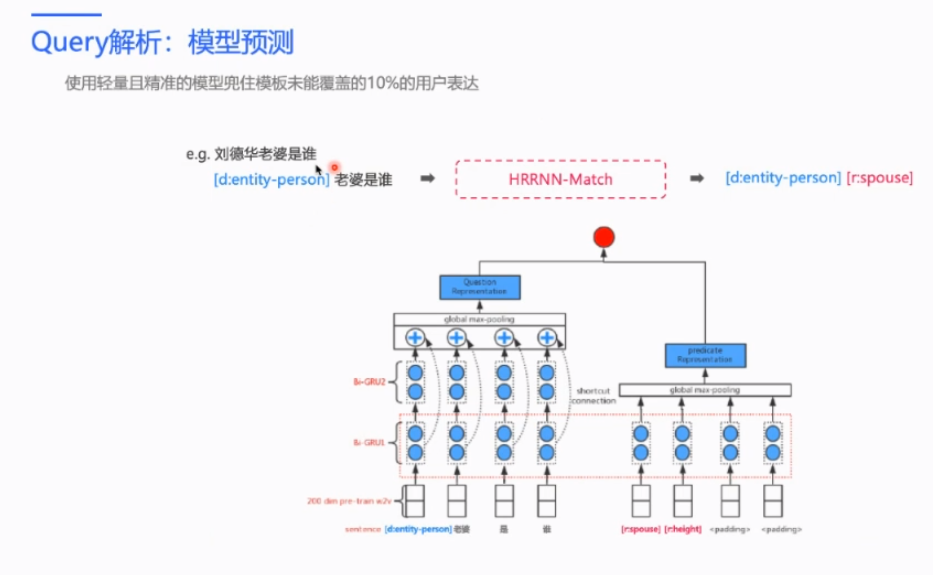 Query解析：模型预测
使用轻量且精准的模型兜住模板未能覆盖的10%的用户表达
e.g. 刘德华老婆是谁
[d:entity-person] 老婆是谁
HRRNN-Match
[d:entity-person] [r:spouse]
Question
Representation
global max-pooling
predicate
Representation
Bi-GRU2
shortcut
connection
global max-pooling
Bi-GRU1
200 dim pre-train w2v
sentence [d:entity-person] 老婆 是 谁 [r:spouse] [r:height] <padding> <padding>